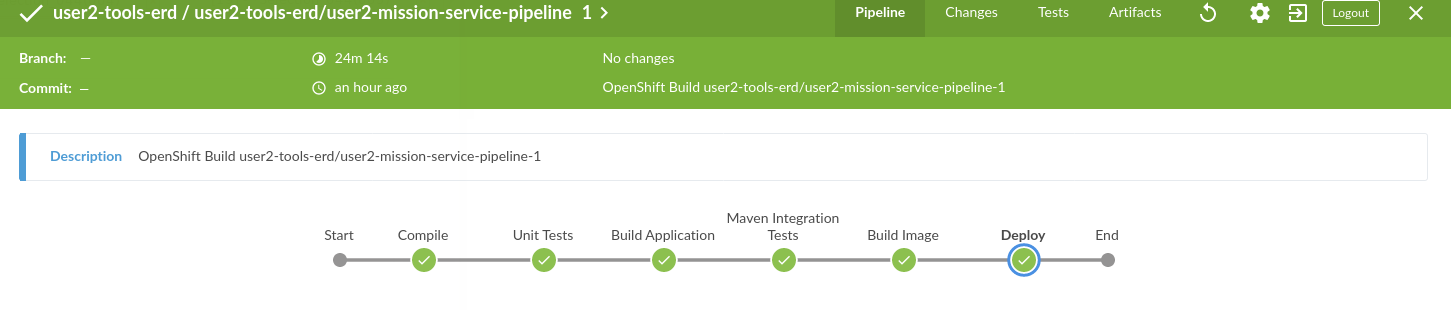 user2-tools-erd / user2-tools-erd/user2-mission-service-pipeline 1
Pipeline Changes Tests Artifacts Logout
Branch: — 24m 14s No changes
Commit: — an hour ago OpenShift Build user2-tools-erd/user2-mission-service-pipeline-1
Description OpenShift Build user2-tools-erd/user2-mission-service-pipeline-1
Start Compile Unit Tests Build Application Maven Integration
Tests Build Image Deploy End